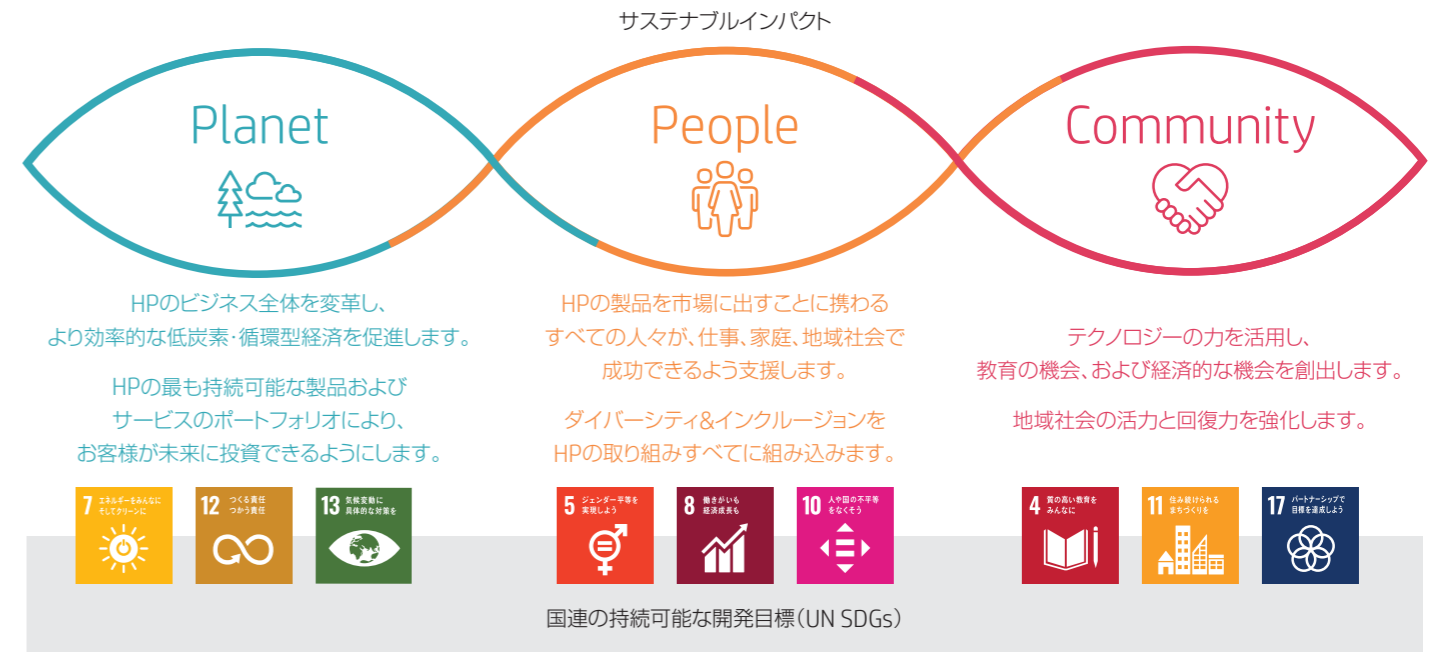 サステナブルインパクト
Planet
HPのビジネス全体を変革し、
より効率的な低炭素・循環型経済を促進します。
HPの最も持続可能な製品および
サービスのポートフォリオにより、
お客様が未来に投資できるようにします。
7 エネルギーをみんなに
そしてクリーンに
12 つくる責任
つかう責任
13 気候変動に
具体的な対策を
People
HPの製品を市場に出すことに携わる
すべての人々が、仕事、家庭、地域社会で
成功できるよう支援します。
ダイバーシティ&インクルージョンを
HPの取り組みすべてに組み込みます。
5 ジェンダー平等を
実現しよう
8 働きがいも
経済成長も
10 人や国の不平等
をなくそう
Community
テクノロジーの力を活用し、
教育の機会、および経済的な機会を創出します。
地域社会の活力と回復力を強化します。
4 質の高い教育を
みんなに
11 住み続けられる
まちづくりを
17 パートナーシップで
目標を達成しよう
国連の持続可能な開発目標（UN SDGs）